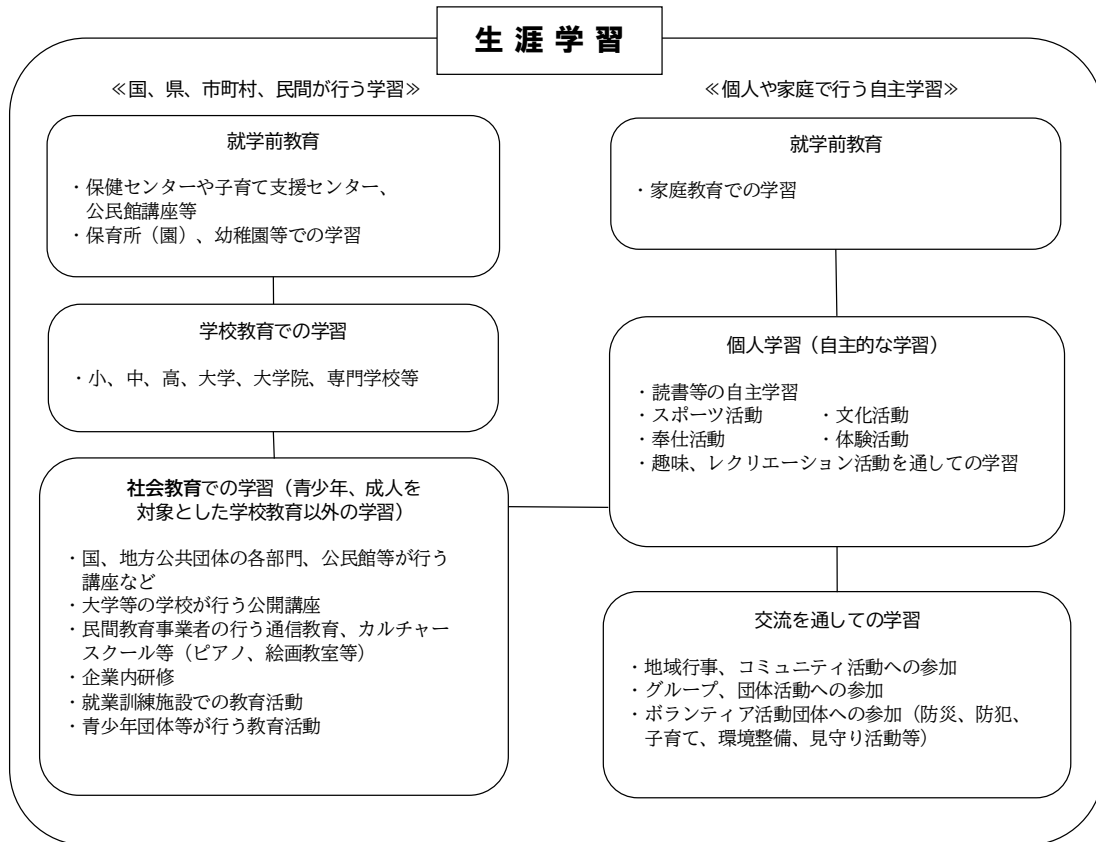 生涯学習
≪国、県、市町村、民間が行う学習≫
就学前教育
・保健センターや子育て支援センター、
公民館講座等
・保育所（園）、幼稚園等での学習
学校教育での学習
・小、中、高、大学、大学院、専門学校等
社会教育での学習（青少年、成人を
対象とした学校教育以外の学習）
・国、地方公共団体の各部門、公民館等が行う
講座など
・大学等の学校が行う公開講座
・民間教育事業者の行う通信教育、カルチャー
スクール等（ピアノ、絵画教室等）
・企業内研修
・就業訓練施設での教育活動
・青少年団体等が行う教育活動
≪個人や家庭で行う自主学習≫
就学前教育
・家庭教育での学習
個人学習（自主的な学習）
・読書等の自主学習
・スポーツ活動　　・文化活動
・奉仕活動　　・体験活動
・趣味、レクリエーション活動を通しての学習
交流を通しての学習
・地域行事、コミュニティ活動への参加
・グループ、団体活動への参加
・ボランティア活動団体への参加（防災、防犯、
子育て、環境整備、見守り活動等）